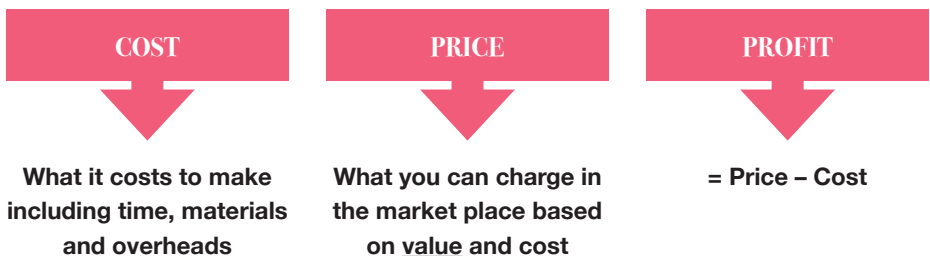 COST
What it costs to make
including time, materials
and overheads
PRICE
What you can charge in
the market place based
on value and cost
PROFIT
= Price – Cost